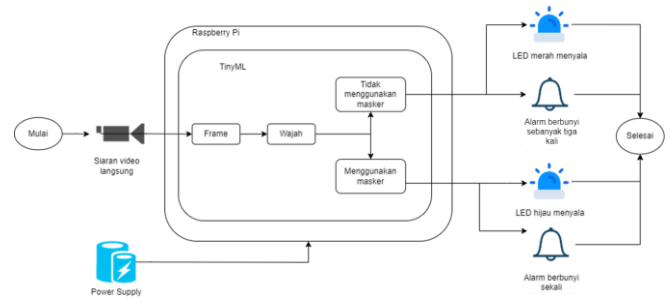 Raspberry Pi
TinyML
Mulai
Siaran video
langsung
Frame
Wajah
Tidak
menggunakan
masker
Menggunakan
masker
LED merah menyala
Alarm berbunyi
sebanyak tiga
kali
LED hijau menyala
Alarm berbunyi
sekali
Selesai
Power Supply